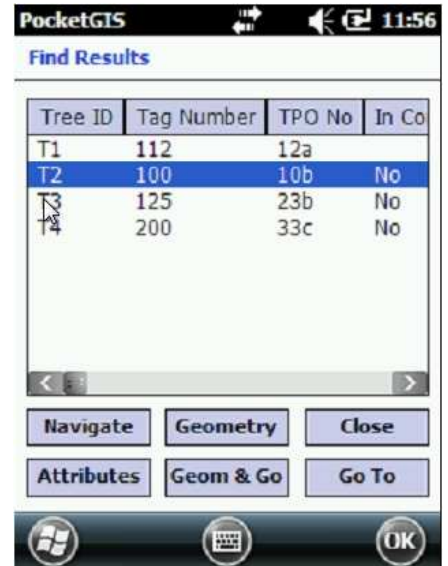 PocketGIS 11:56
Find Results
Tree ID Tag Number TPO No In Co
T1 112 12a
T2 100 10b No
T3 125 23b No
T4 200 33c No
Navigate Geometry Close
Attributes Geom & Go Go To
OK